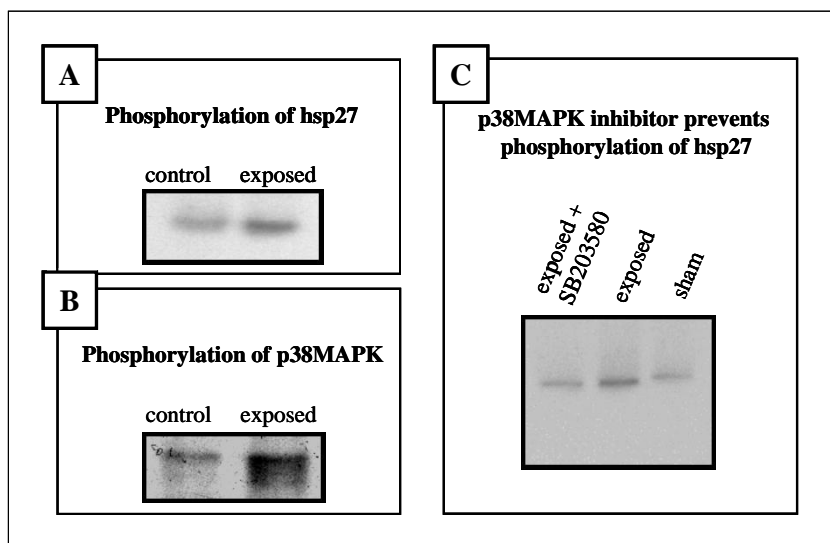 A
Phosphorylation of hsp27
control exposed
B
Phosphorylation of p38MAPK
control exposed
C
p38MAPK inhibitor prevents
phosphorylation of hsp27
exposed +
SB203580
exposed
sham